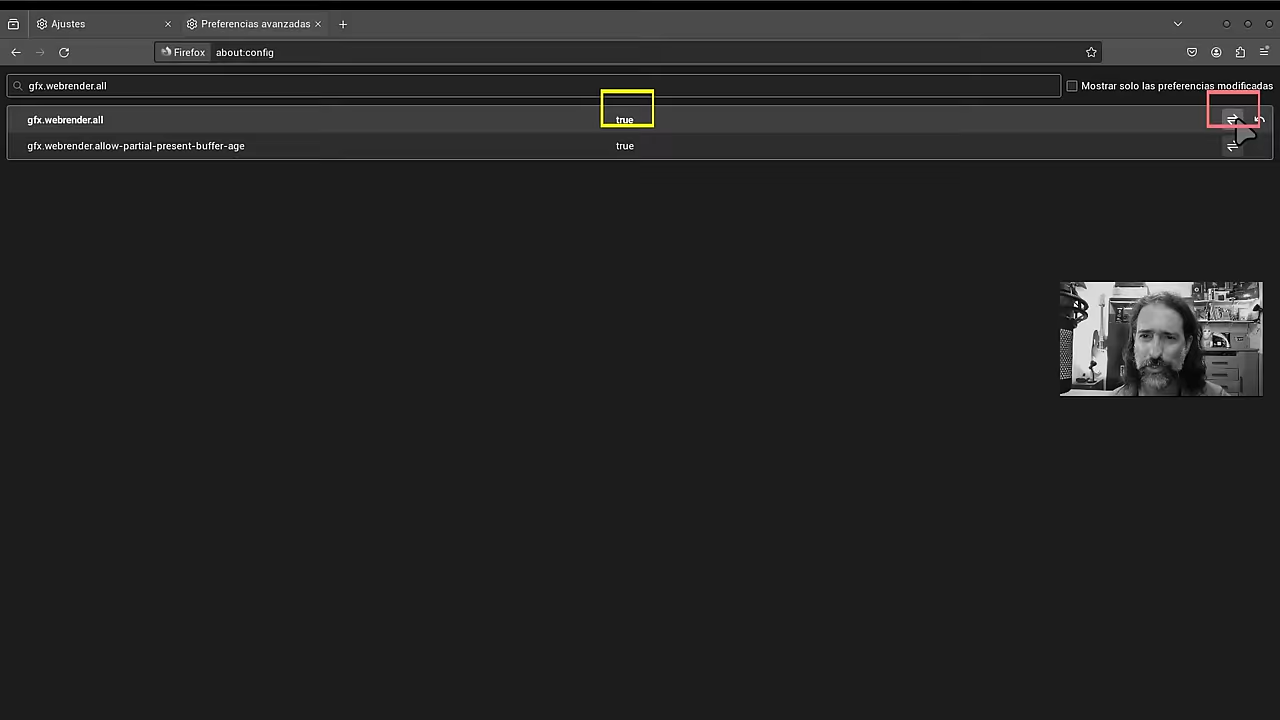 Ajustes
Preferencias avanzadas
Firefox
about:config
gfx.webrender.all
Mostrar solo las preferencias modificadas
gfx.webrender.all true
gfx.webrender.allow-partial-present-buffer-age true